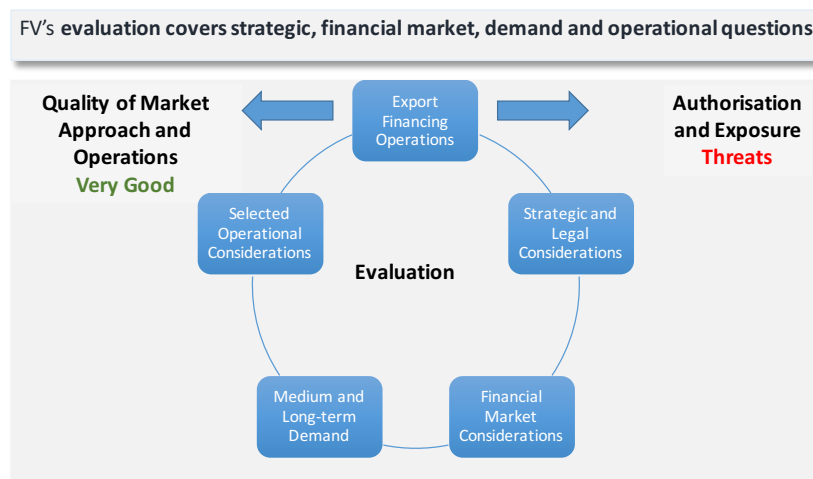 FV's evaluation covers strategic, financial market, demand and operational questions
Quality of Market
Approach and
Operations
Very Good
Export
Financing
Operations
Authorisation
and Exposure
Threats
Selected
Operational
Considerations
Strategic and
Legal
Considerations
Evaluation
Medium and
Long-term
Demand
Financial
Market
Considerations